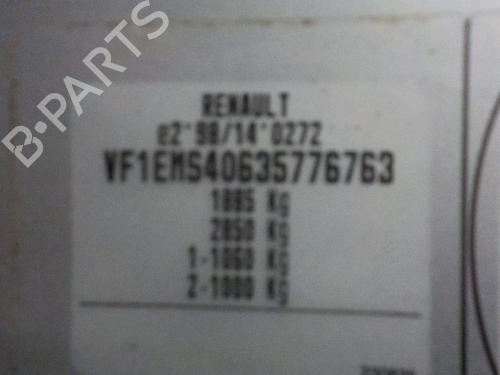 RENAULT
e2*98/14*0272
VF1EMS40635776763
1885 Kg
2850 Kg
1-1060 Kg
2-1000 Kg
B-PARTS